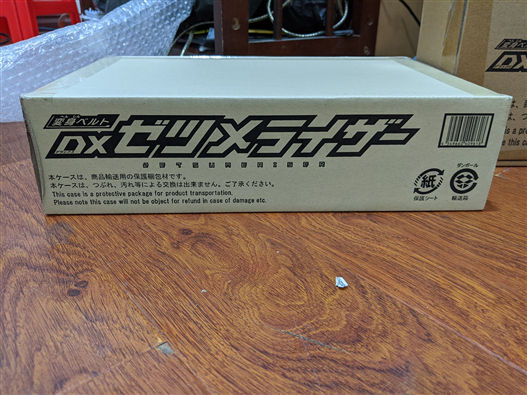 変身ベルト
DXゼツメライザー
ZETSUMERISER
本ケースは、商品輸送用の保護梱包材です。
本ケースは、つぶれ、汚れ等による交換は出来ません。ご了承ください。
This case is a protective package for product transportation.
Please nots this case will not be object for refund in case of damage etc.
紙
保護シート
ダンボール
輸送箱
DX